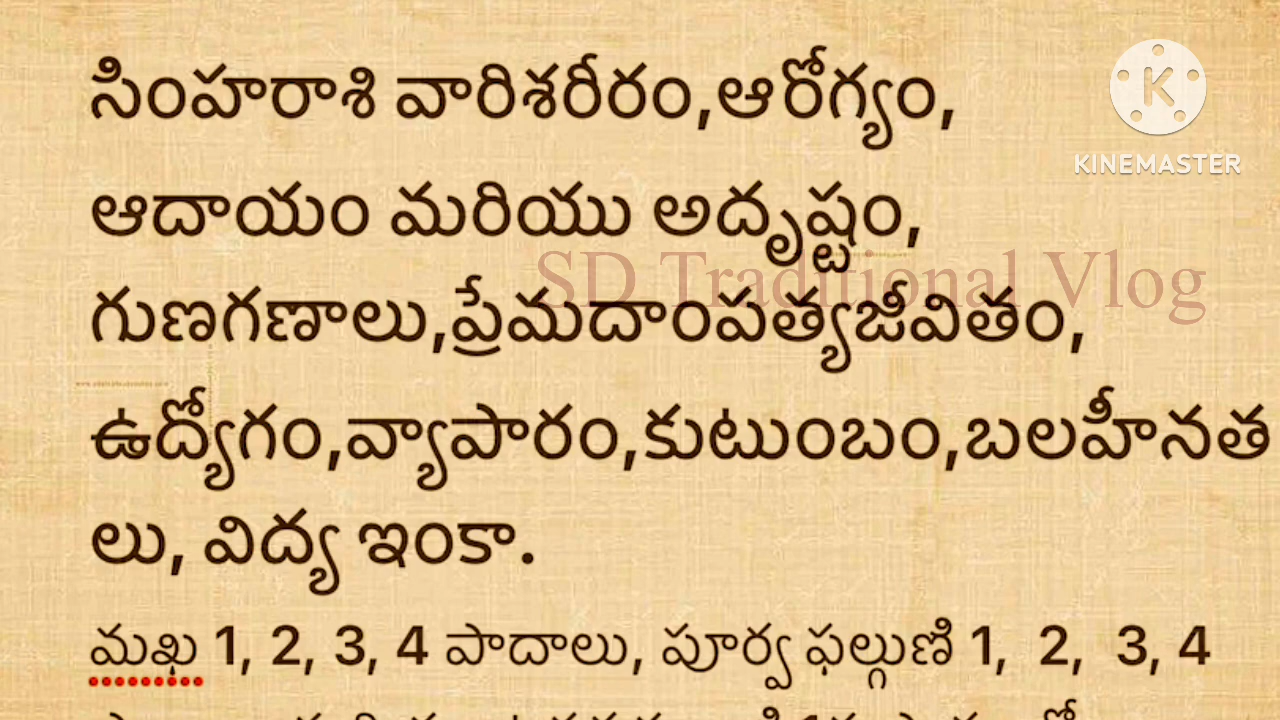 సింహరాశి వారిశరీరం,ఆరోగ్యం,
KINEMASTER
ఆదాయం మరియు అదృష్టం,
SD Traditional Vlog
గుణగణాలు,ప్రేమదాంపత్యజీవితం,
ఉద్యోగం,వ్యాపారం,కుటుంబం,బలహీనత
లు, విద్య ఇంకా.
మఖ 1, 2, 3, 4 పాదాలు, పూర్వ ఫల్గుణి 1, 2, 3, 4